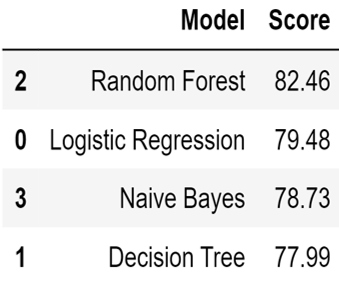 Model Score
2 Random Forest 82.46
0 Logistic Regression 79.48
3 Naive Bayes 78.73
1 Decision Tree 77.99